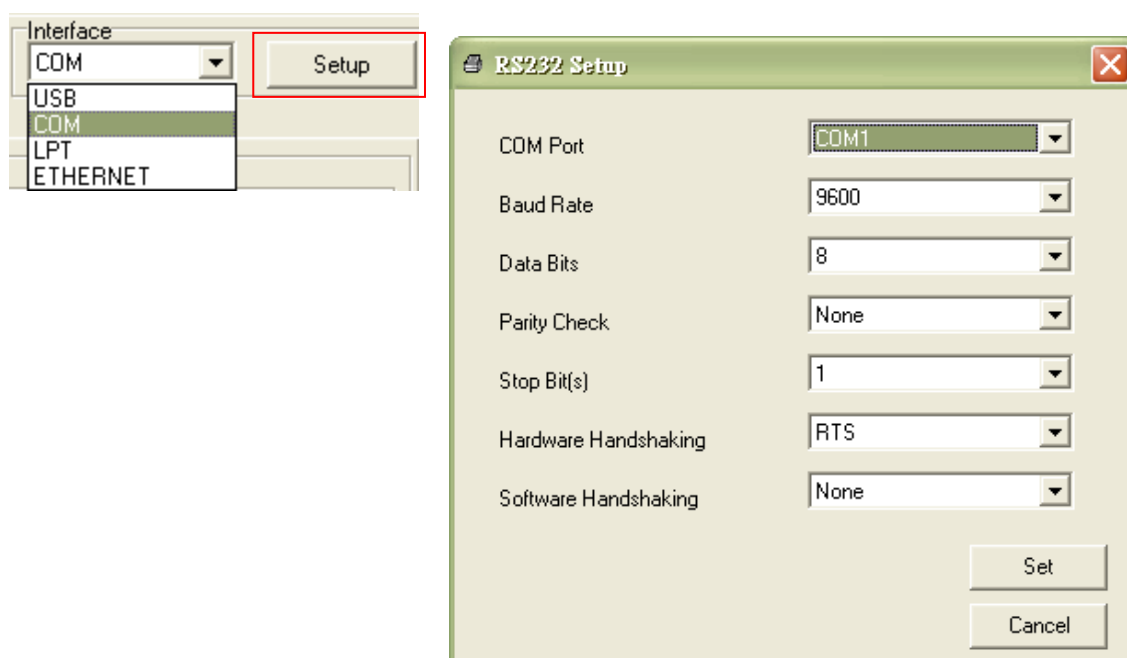 Interface
COM
Setup
USB
COM
LPT
ETHERNET
RS232 Setup
COM Port
COM1
Baud Rate
9600
Data Bits
8
Parity Check
None
Stop Bit(s)
1
Hardware Handshaking
RTS
Software Handshaking
None
Set
Cancel